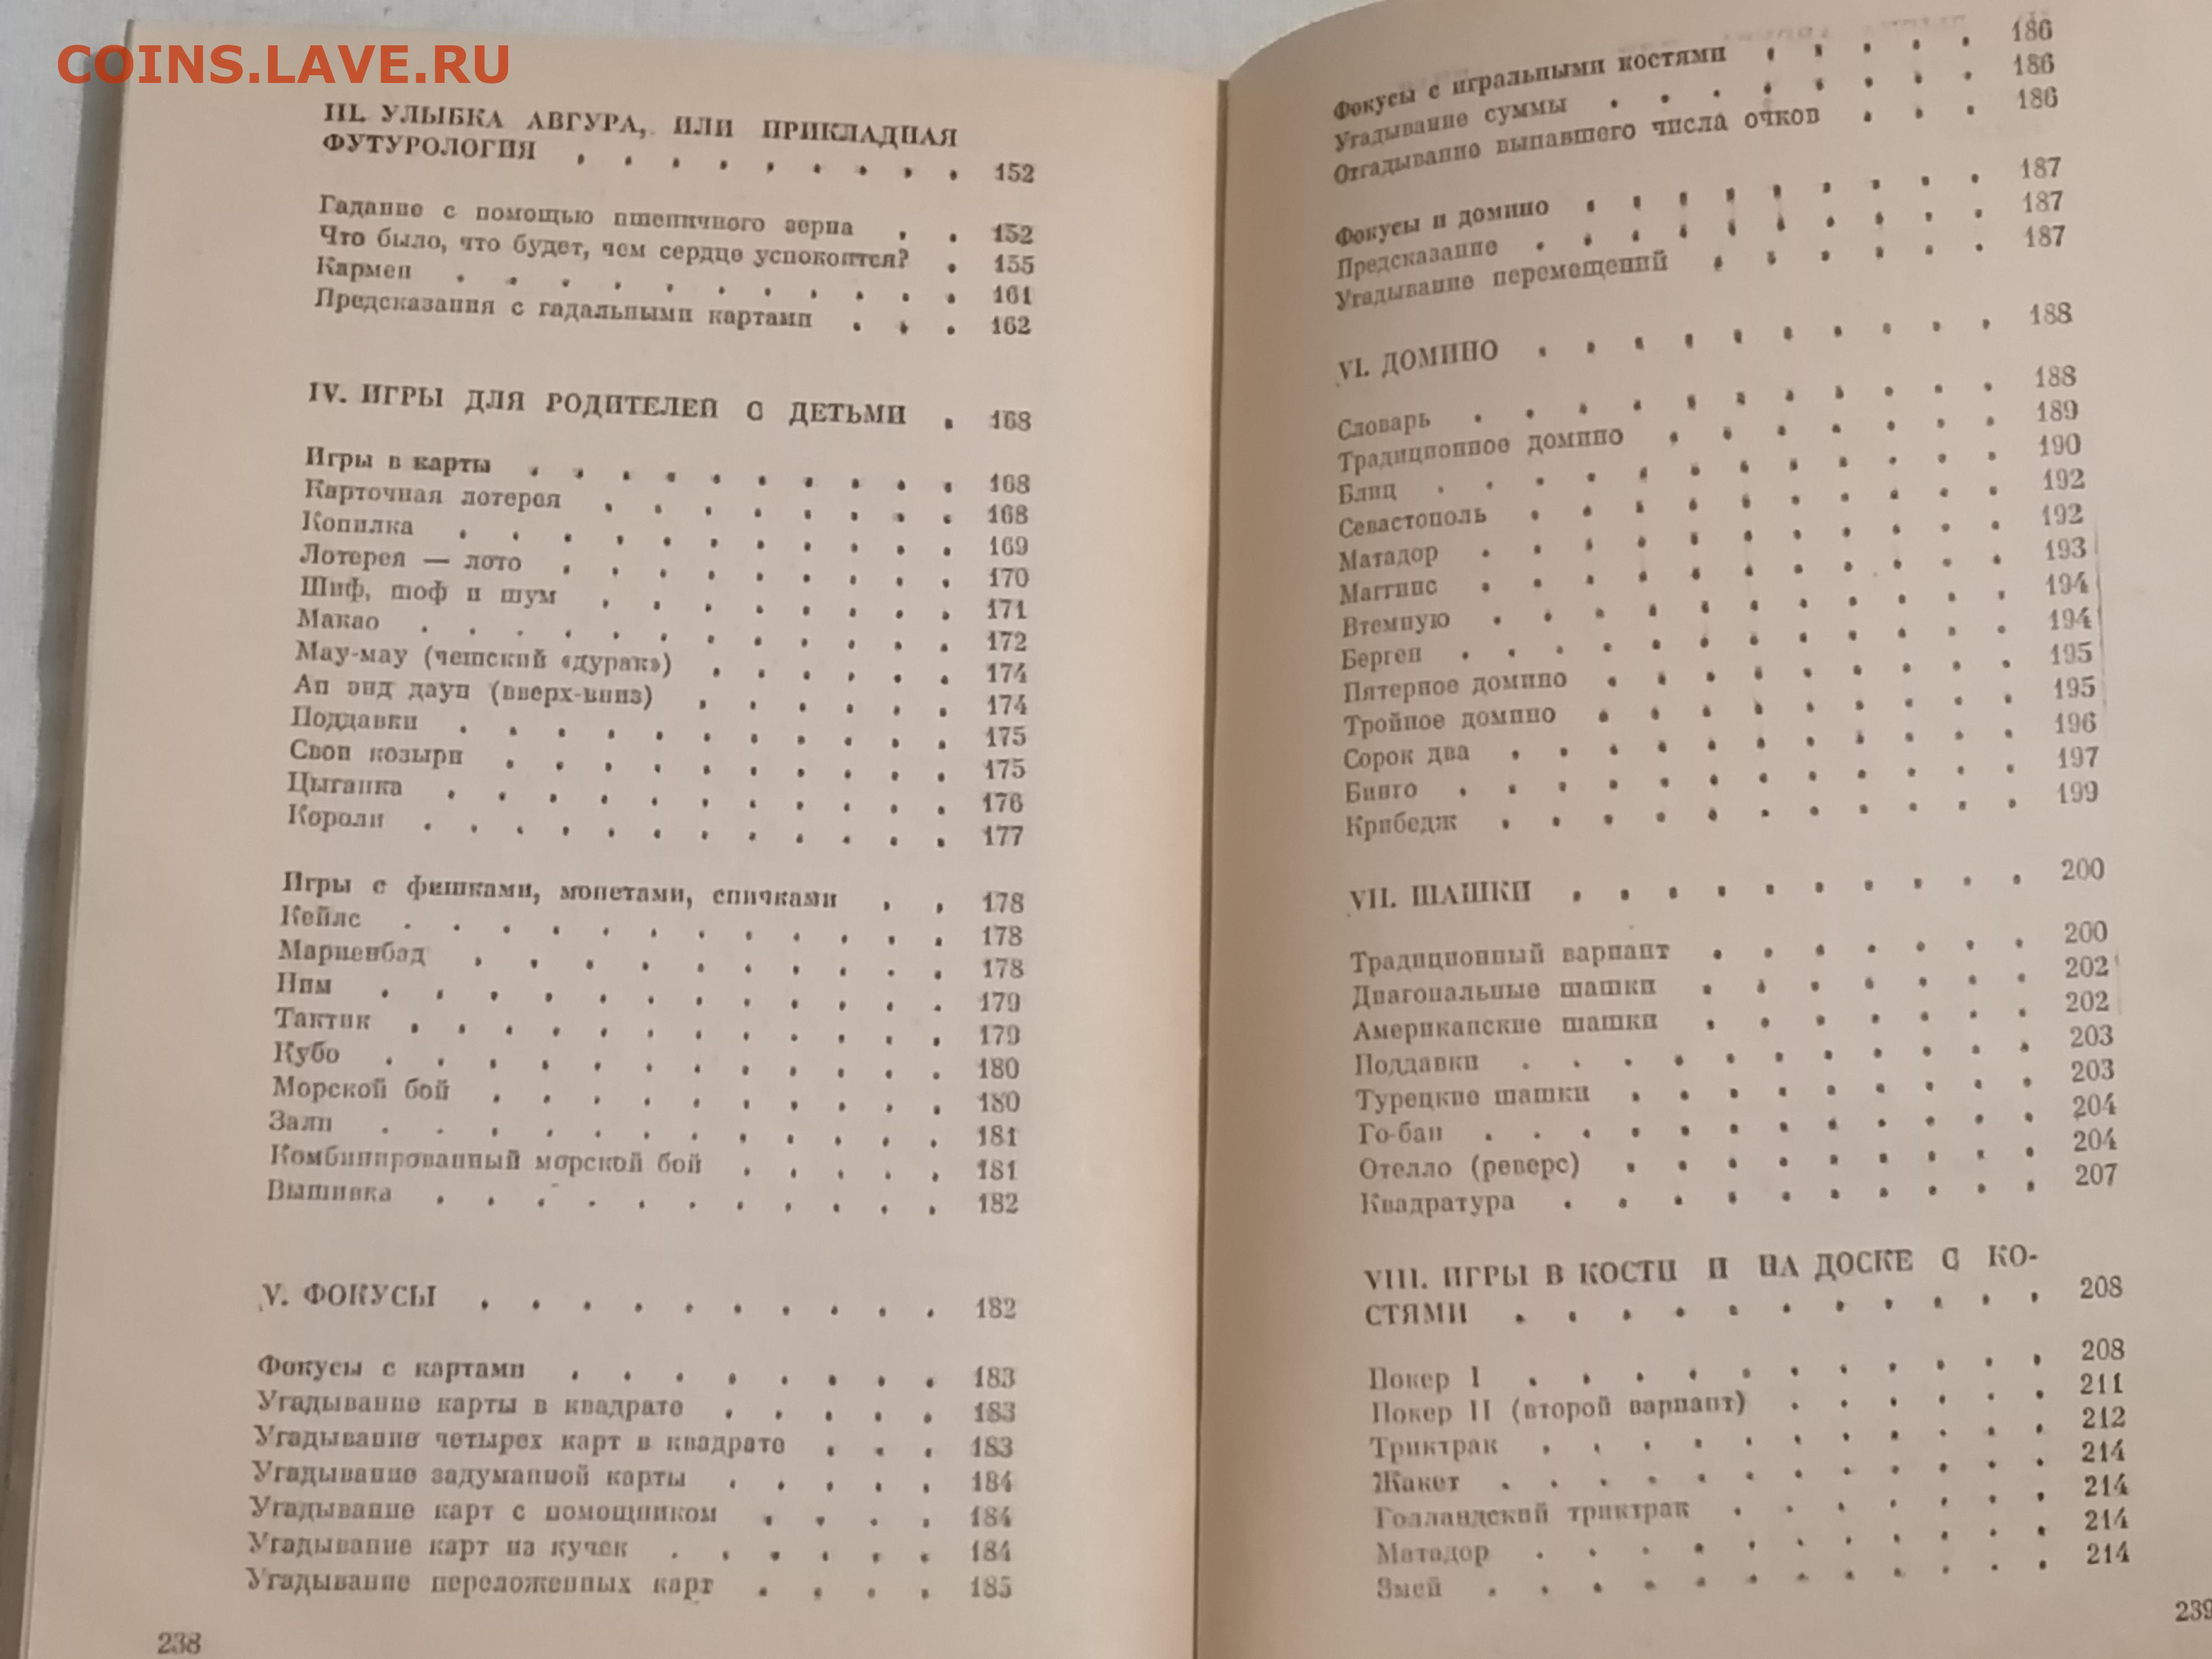 COINS.LAVE.RU
III. УЛЫБКА АВГУРА, ИЛИ ПРИКЛАДНАЯ
ФУТУРОЛОГИЯ . . . . . . . . . 152
Гадание с помощью пшеничного зерна . . 152
Что было, что будет, чем сердце успокоится? . 155
Кармен . . . . . . . . . . 161
Предсказания с гадальными картами . . . 162
IV. ИГРЫ ДЛЯ РОДИТЕЛЕЙ С ДЕТЬМИ . 168
Игры в карты . . . . . . . . . . 168
Карточная лотерея . . . . . . . . 168
Копилка . . . . . . . . . . 169
Лотерея — лото . . . . . . . . . 170
Шиф, шоф и шум . . . . . . . . 171
Макао . . . . . . . . . . . . 172
Мау-мау (чешский «дурак») . . . . . . 174
Ап энд даун (вверх-вниз) . . . . . . 174
Поддавки . . . . . . . . . . . 175
Свои козыри . . . . . . . . . . 175
Цыганка . . . . . . . . . . . 176
Короли . . . . . . . . . . . . 177
Игры с фишками, монетами, спичками . . 178
Кейлс . . . . . . . . . . . . 178
Мариенбад . . . . . . . . . . 178
Ним . . . . . . . . . . . . 179
Тактик . . . . . . . . . . . . 179
Кубо . . . . . . . . . . . . 180
Морской бой . . . . . . . . . . 180
Залп . . . . . . . . . . . . 181
Комбинированный морской бой . . . . . 181
Вышивка . . . . . . . . . . . 182
V. ФОКУСЫ . . . . . . . . . . 182
Фокусы с картами . . . . . . . . 183
Угадывание карты в квадрате . . . . . 183
Угадывание четырех карт в квадрате . . . 183
Угадывание задуманной карты . . . . . 184
Угадывание карт с помощником . . . . 184
Угадывание карт из кучек . . . . . . 184
Угадывание переложенных карт . . . . 185
238
Фокусы с игральными костями . . . . . 186
Угадывание суммы . . . . . . . . 186
Отгадывание выпавшего числа очков . . . 186
Фокусы и домино . . . . . . . . . 187
Предсказание . . . . . . . . . . 187
Угадывание перемещений . . . . . . 187
VI. ДОМИНО . . . . . . . . . . 188
Словарь . . . . . . . . . . . 188
Традиционное домино . . . . . . . 189
Блиц . . . . . . . . . . . . 190
Севастополь . . . . . . . . . . 192
Матадор . . . . . . . . . . . 192
Маггинс . . . . . . . . . . . 193
Втемную . . . . . . . . . . . 194
Берген . . . . . . . . . . . . 194
Пятерное домино . . . . . . . . . 195
Тройное домино . . . . . . . . . 195
Сорок два . . . . . . . . . . . 196
Бинго . . . . . . . . . . . . 197
Крибедж . . . . . . . . . . . 199
VII. ШАШКИ . . . . . . . . . . 200
Традиционный вариант . . . . . . . 200
Диагональные шашки . . . . . . . 202
Американские шашки . . . . . . . 202
Поддавки . . . . . . . . . . . 203
Турецкие шашки . . . . . . . . . 203
Го-бан . . . . . . . . . . . . 204
Отелло (реверс) . . . . . . . . . 204
Квадратура . . . . . . . . . . 207
VIII. ИГРЫ В КОСТИ И НА ДОСКЕ С КО-
СТЯМИ . . . . . . . . . . . 208
Покер I . . . . . . . . . . . 208
Покер II (второй вариант) . . . . . . 211
Триктрак . . . . . . . . . . . 212
Жакет . . . . . . . . . . . . 214
Голландский триктрак . . . . . . . 214
Матадор . . . . . . . . . . . 214
Змей . . . . . . . . . . . . 214
239